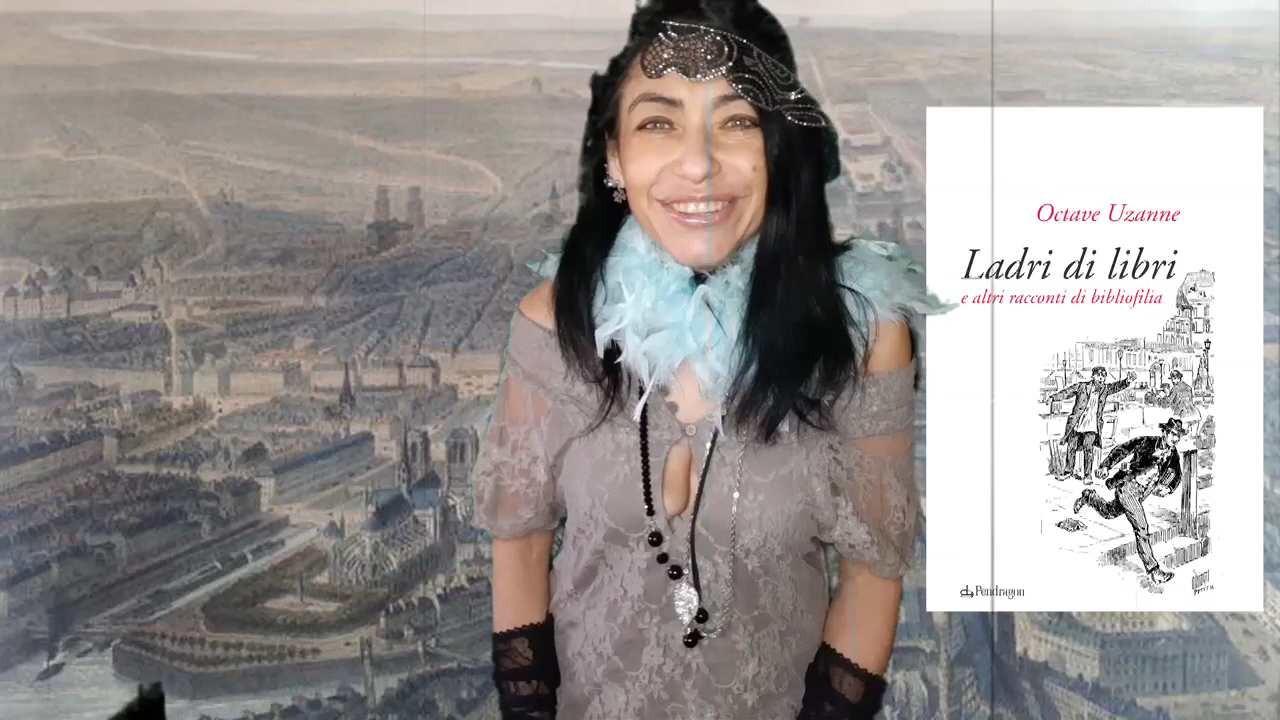 Octave Uzanne
Ladri di libri
e altri racconti di bibliofilia
Pendragon